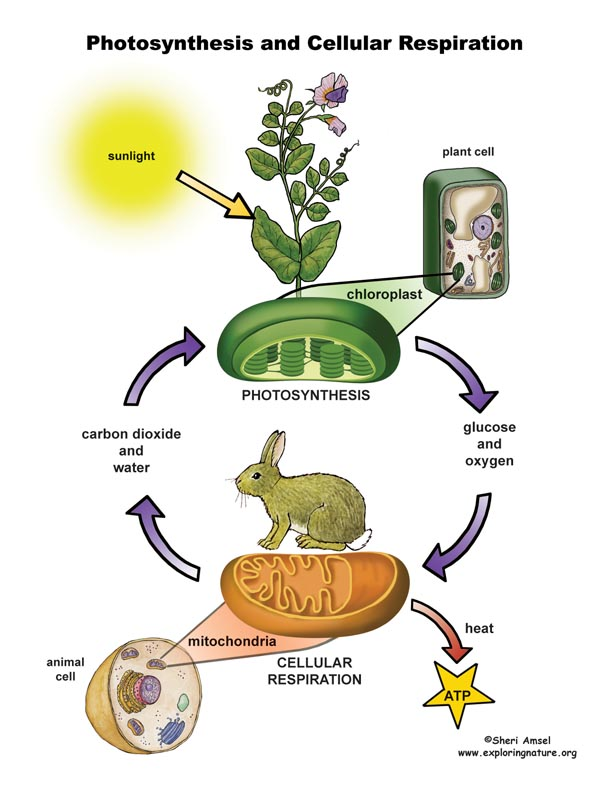 Photosynthesis and Cellular Respiration
sunlight
plant cell
chloroplast
PHOTOSYNTHESIS
carbon dioxide
and
water
glucose
and
oxygen
mitochondria
CELLULAR
RESPIRATION
heat
animal
cell
ATP
©Sheri Amsel
www.exploringnature.org